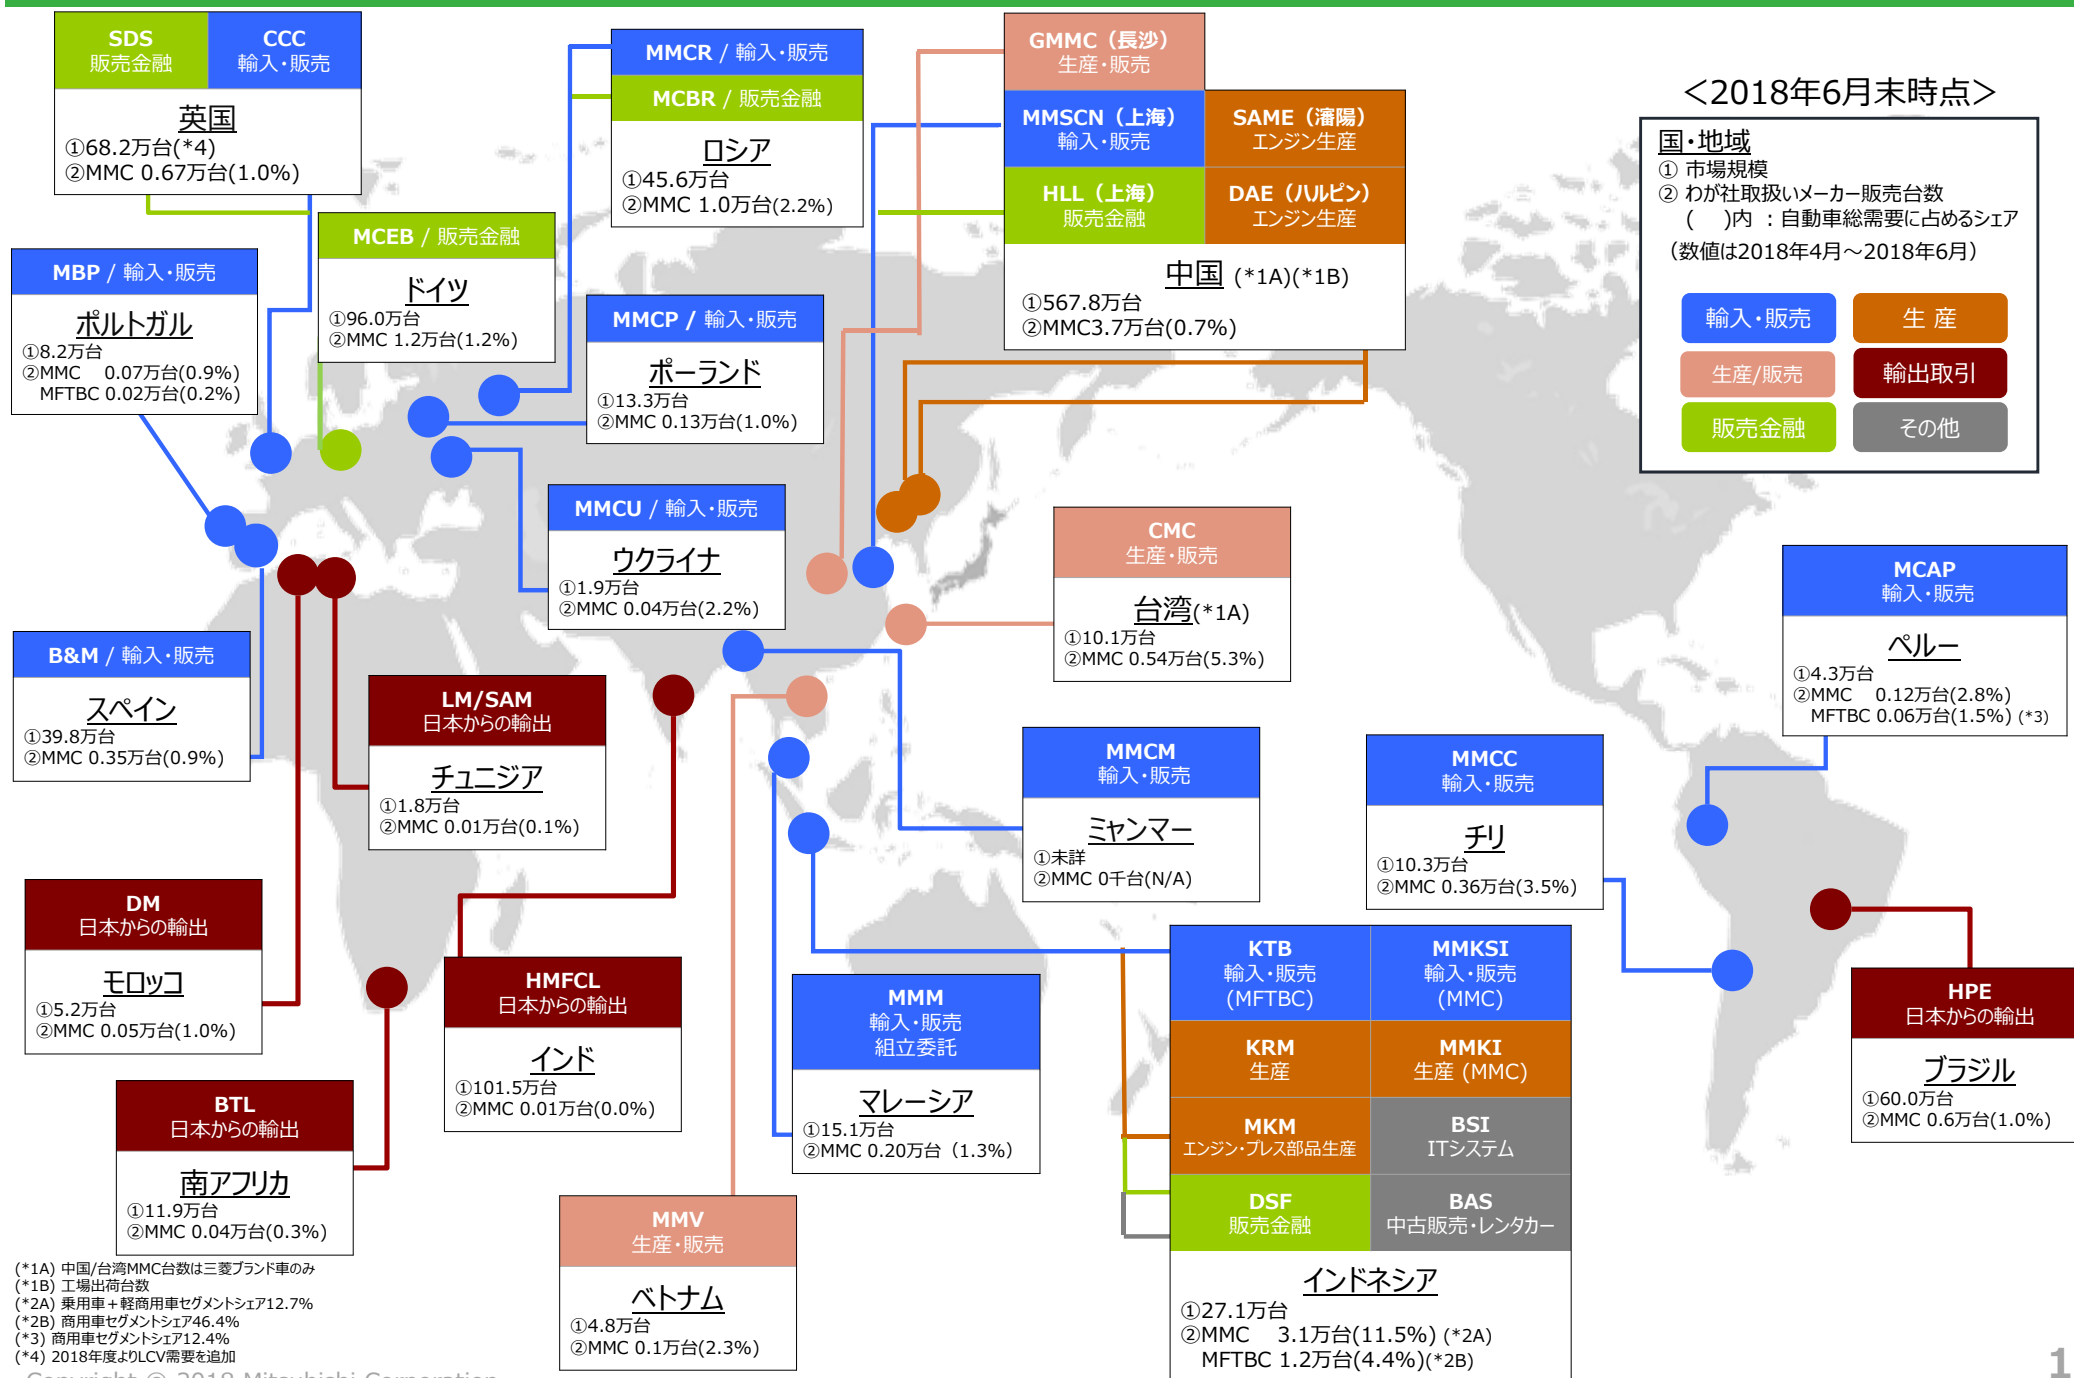 SDS
販売金融
CCC
輸入・販売
英国
①68.2万台(*4)
②MMC 0.67万台(1.0%)
MMCR / 輸入・販売
MCBR / 販売金融
ロシア
①45.6万台
②MMC 1.0万台(2.2%)
GMMC（長沙）
生産・販売
MMSCN（上海）
輸入・販売
SAME（瀋陽）
エンジン生産
HLL（上海）
販売金融
DAE（ハルピン）
エンジン生産
中国 (*1A)(*1B)
①567.8万台
②MMC3.7万台(0.7%)
＜2018年6月末時点＞
国・地域
① 市場規模
② わが社取扱いメーカー販売台数
(　)内 ：自動車総需要に占めるシェア
（数値は2018年4月～2018年6月）
輸入・販売
生 産
生産/販売
輸出取引
販売金融
その他
MBP / 輸入・販売
ポルトガル
①8.2万台
②MMC 0.07万台(0.9%)
MFTBC 0.02万台(0.2%)
MCEB / 販売金融
ドイツ
①96.0万台
②MMC 1.2万台(1.2%)
MMCP / 輸入・販売
ポーランド
①13.3万台
②MMC 0.13万台(1.0%)
MMCU / 輸入・販売
ウクライナ
①1.9万台
②MMC 0.04万台(2.2%)
CMC
生産・販売
台湾(*1A)
①10.1万台
②MMC 0.54万台(5.3%)
MCAP
輸入・販売
ペルー
①4.3万台
②MMC 0.12万台(2.8%)
MFTBC 0.06万台(1.5%) (*3)
B&M / 輸入・販売
スペイン
①39.8万台
②MMC 0.35万台(0.9%)
LM/SAM
日本からの輸出
チュニジア
①1.8万台
②MMC 0.01万台(0.1%)
MMCM
輸入・販売
ミャンマー
①未詳
②MMC 0千台(N/A)
MMCC
輸入・販売
チリ
①10.3万台
②MMC 0.36万台(3.5%)
DM
日本からの輸出
モロッコ
①5.2万台
②MMC 0.05万台(1.0%)
HMFCL
日本からの輸出
インド
①101.5万台
②MMC 0.01万台(0.0%)
MMM
輸入・販売
組立委託
マレーシア
①15.1万台
②MMC 0.20万台（1.3%）
KTB
輸入・販売
(MFTBC)
MMKSI
輸入・販売
(MMC)
KRM
生産
MMKI
生産 (MMC)
MKM
エンジン・プレス部品生産
BSI
ITシステム
DSF
販売金融
BAS
中古販売・レンタカー
インドネシア
①27.1万台
②MMC 3.1万台(11.5%) (*2A)
MFTBC 1.2万台(4.4%)(*2B)
HPE
日本からの輸出
ブラジル
①60.0万台
②MMC 0.6万台(1.0%)
BTL
日本からの輸出
南アフリカ
①11.9万台
②MMC 0.04万台(0.3%)
MMV
生産・販売
ベトナム
①4.8万台
②MMC 0.1万台(2.3%)
(*1A) 中国/台湾MMC台数は三菱ブランド車のみ
(*1B) 工場出荷台数
(*2A) 乗用車＋軽商用車セグメントシェア12.7%
(*2B) 商用車セグメントシェア46.4%
(*3) 商用車セグメントシェア12.4%
(*4) 2018年度よりLCV需要を追加
Copyright © 2018 Mitsubishi Corporation
1